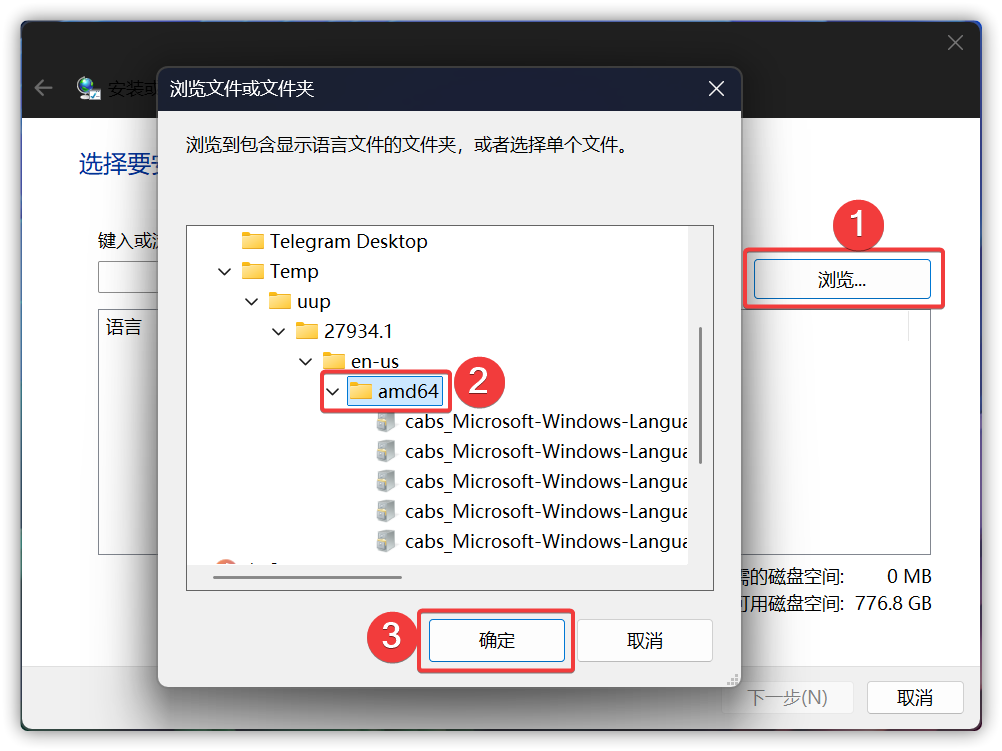 安装或
浏览文件或文件夹
浏览到包含显示语言文件的文件夹，或者选择单个文件。
选择要安
键入或浏
1
浏览...
语言
Telegram Desktop
Temp
uup
27934.1
en-us
amd64
2
cabs_Microsoft-Windows-Langua
cabs_Microsoft-Windows-Langua
cabs_Microsoft-Windows-Langua
cabs_Microsoft-Windows-Langua
cabs_Microsoft-Windows-Langua
需的磁盘空间: 0 MB
可用磁盘空间: 776.8 GB
3
确定
取消
下一步(N)
取消